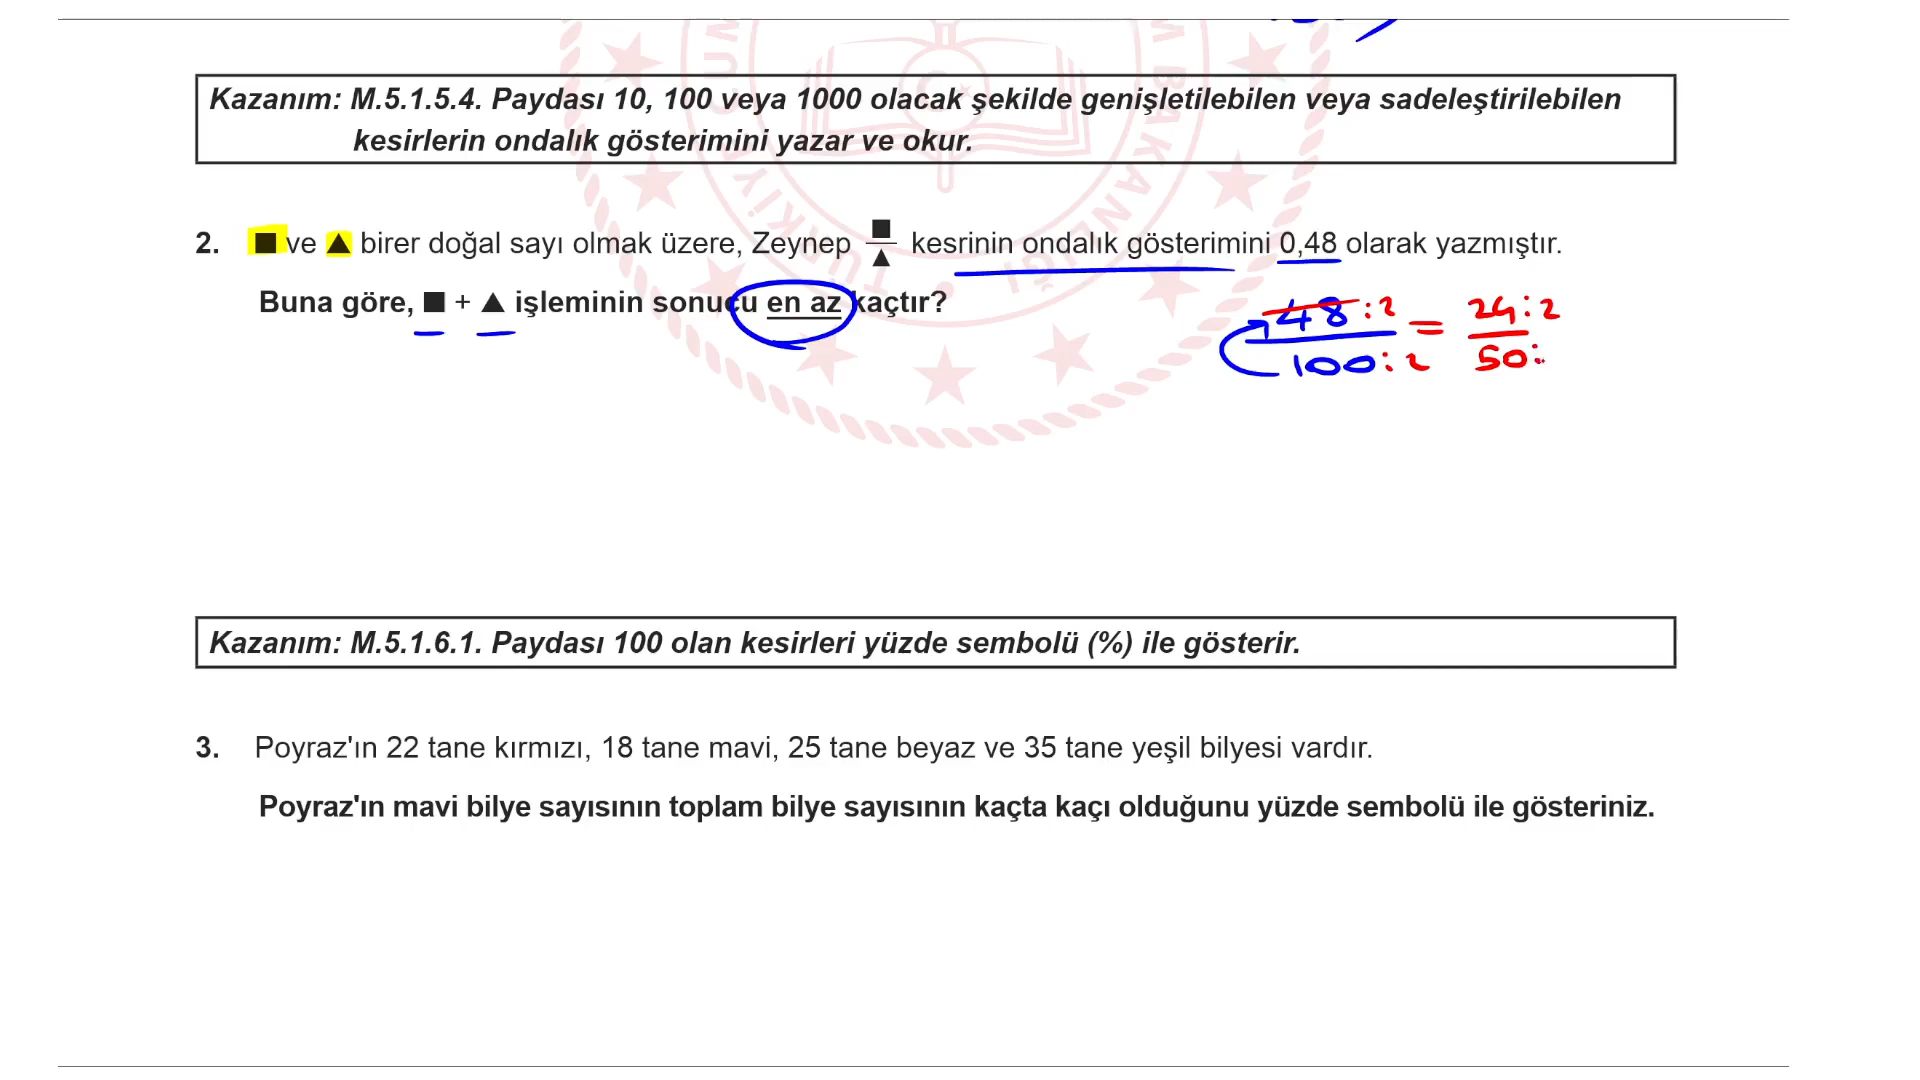 Kazanım: M.5.1.5.4. Paydası 10, 100 veya 1000 olacak şekilde genişletilebilen veya sadeleştirilebilen
kesirlerin ondalık gösterimini yazar ve okur.
2. ■ ve ▲ birer doğal sayı olmak üzere, Zeynep ■/▲ kesrinin ondalık gösterimini 0,48 olarak yazmıştır.
Buna göre, ■ + ▲ işleminin sonucu en az kaçtır?
48:2 = 24:2
100:2 50:
Kazanım: M.5.1.6.1. Paydası 100 olan kesirleri yüzde sembolü (%) ile gösterir.
3. Poyraz'ın 22 tane kırmızı, 18 tane mavi, 25 tane beyaz ve 35 tane yeşil bilyesi vardır.
Poyraz'ın mavi bilye sayısının toplam bilye sayısının kaçta kaçı olduğunu yüzde sembolü ile gösteriniz.